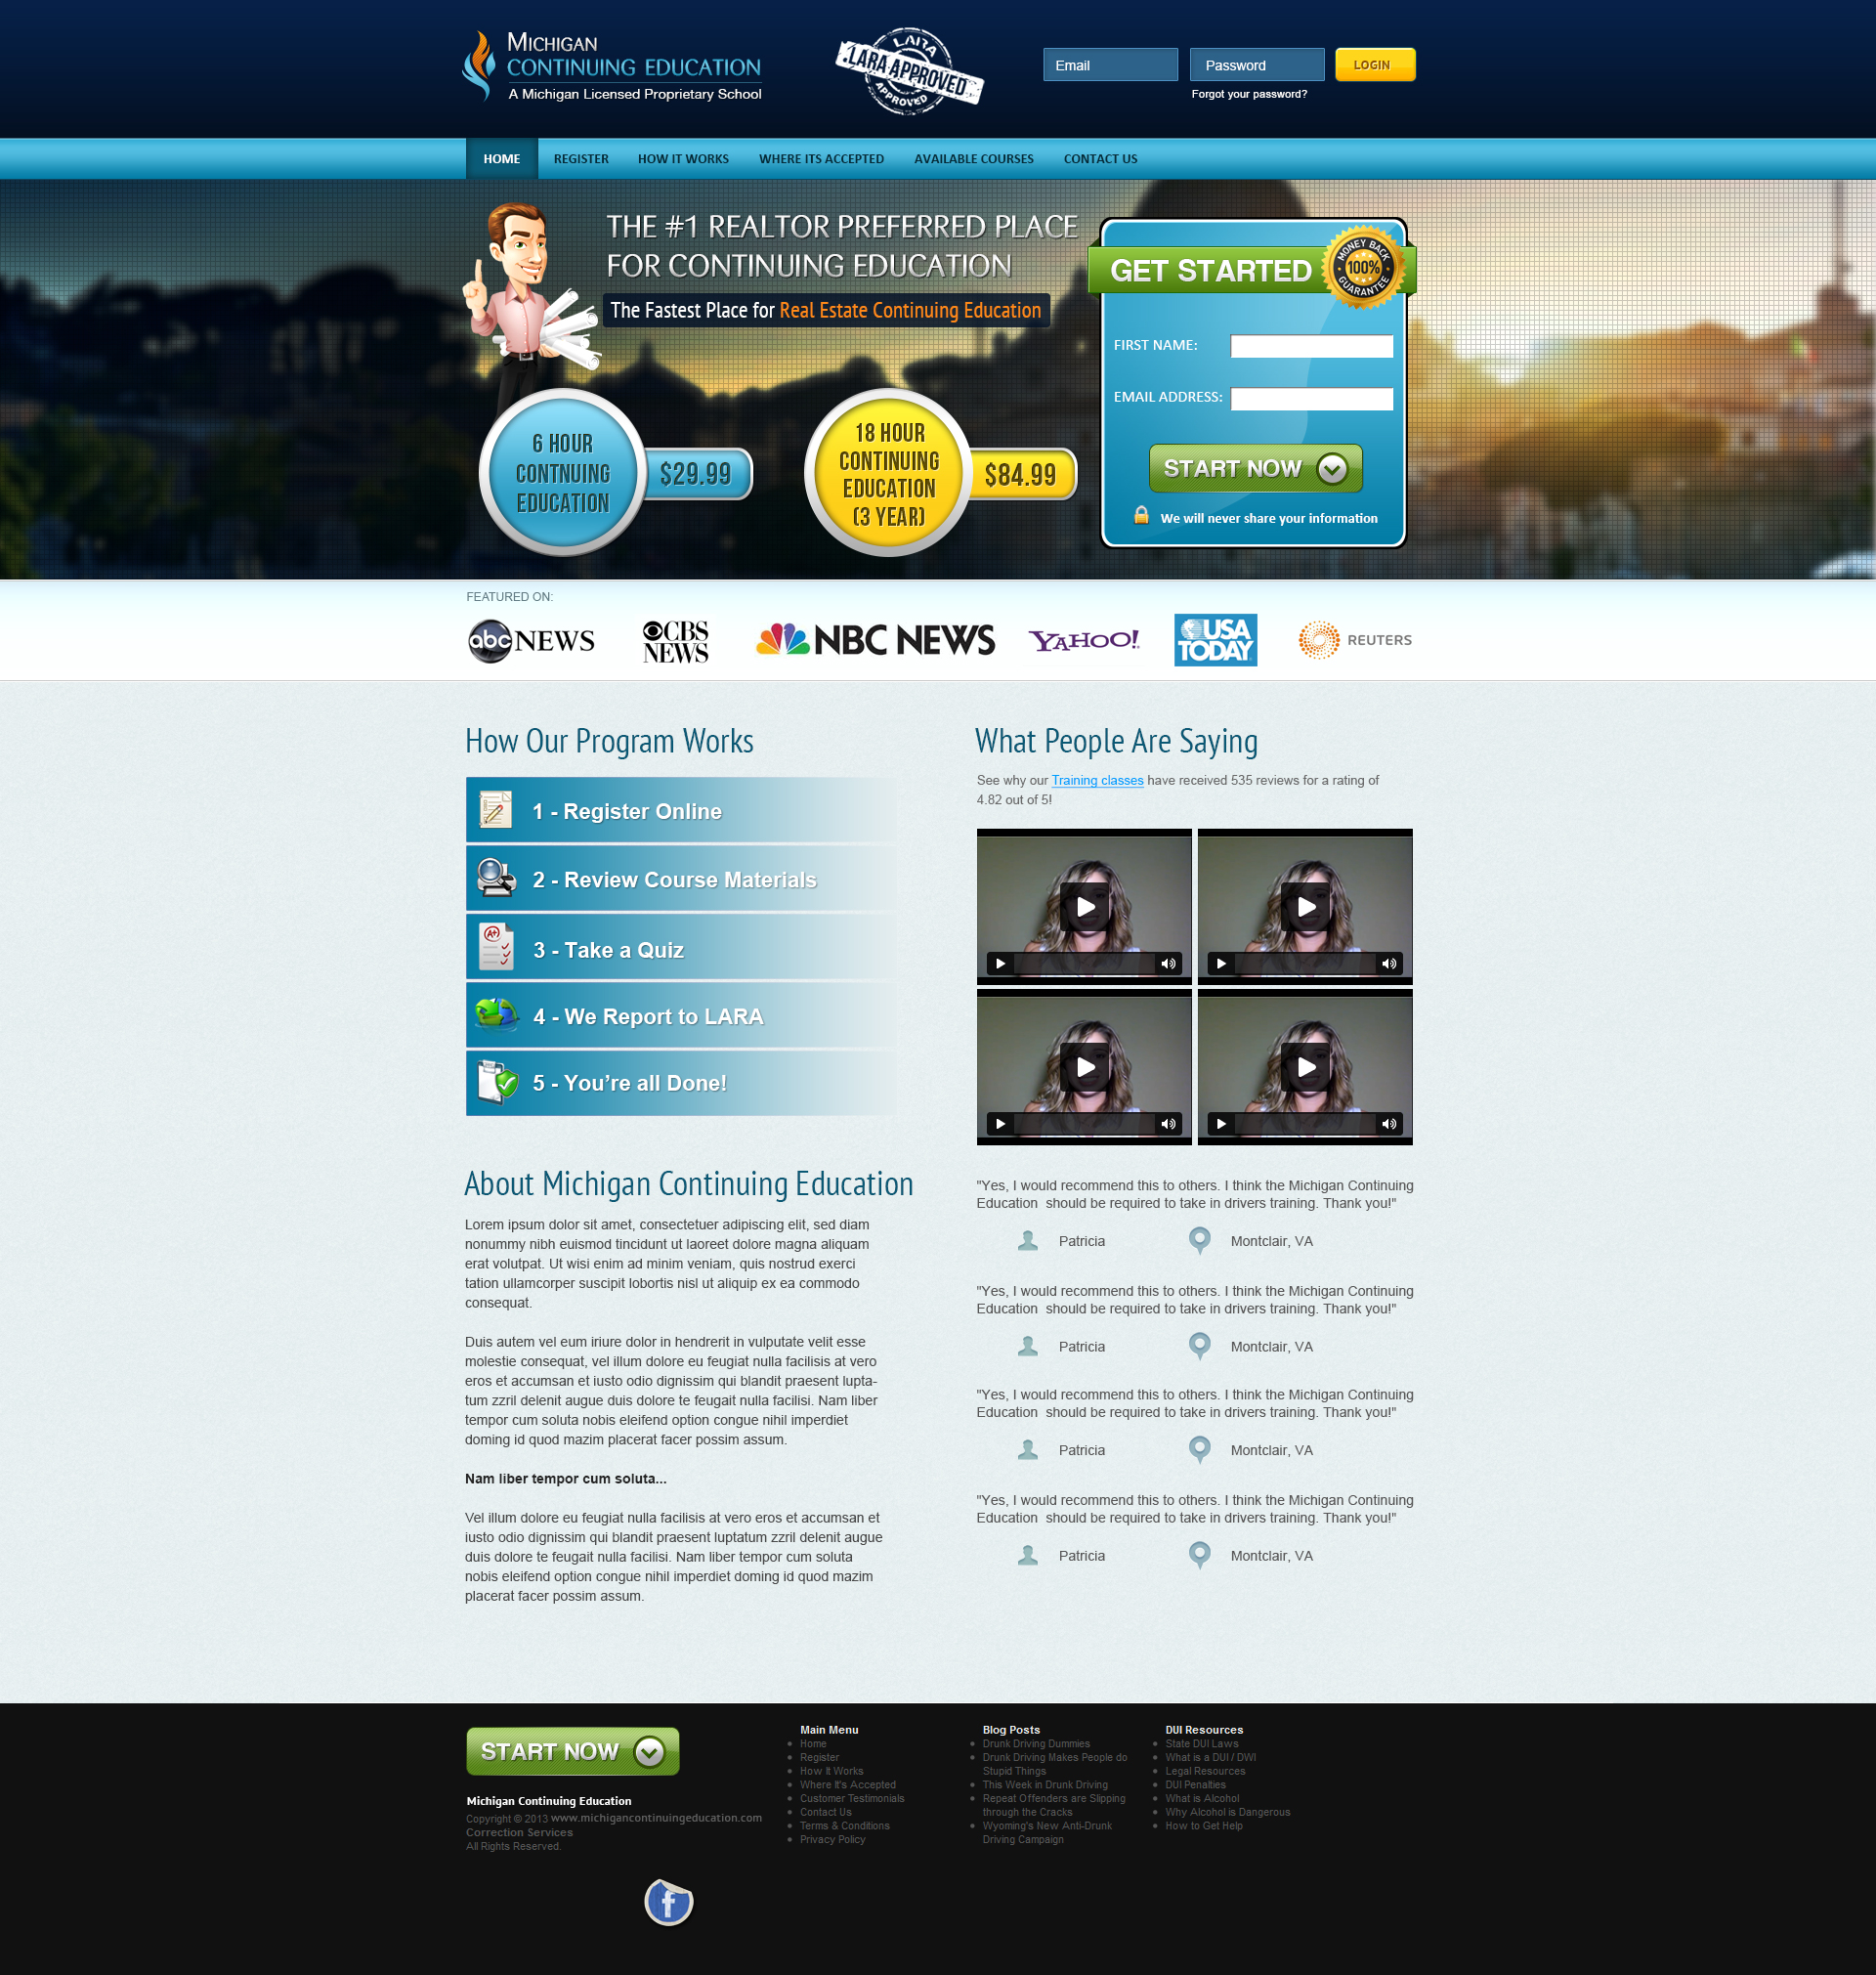 MICHIGAN
CONTINUING EDUCATION
A Michigan Licensed Proprietary School
LARA
LARA APPROVED
APPROVED
Email
Password
LOGIN
Forgot your password?
HOME
REGISTER
HOW IT WORKS
WHERE ITS ACCEPTED
AVAILABLE COURSES
CONTACT US
THE #1 REALTOR PREFERRED PLACE
FOR CONTINUING EDUCATION
The Fastest Place for Real Estate Continuing Education
6 HOUR
CONTNUING
EDUCATION
$29.99
18 HOUR
CONTINUING
EDUCATION
(3 YEAR)
$84.99
GET STARTED
MONEY BACK
100%
GUARANTEE
FIRST NAME:
EMAIL ADDRESS:
START NOW
We will never share your information
FEATURED ON:
abc NEWS
CBS
NEWS
NBC NEWS
YAHOO!
USA
TODAY
REUTERS
How Our Program Works
1 - Register Online
2 - Review Course Materials
A+
3 - Take a Quiz
4 - We Report to LARA
5 - You’re all Done!
What People Are Saying
See why our Training classes have received 535 reviews for a rating of
4.82 out of 5!
About Michigan Continuing Education
Lorem ipsum dolor sit amet, consectetuer adipiscing elit, sed diam
nonummy nibh euismod tincidunt ut laoreet dolore magna aliquam
erat volutpat. Ut wisi enim ad minim veniam, quis nostrud exerci
tation ullamcorper suscipit lobortis nisl ut aliquip ex ea commodo
consequat.
Duis autem vel eum iriure dolor in hendrerit in vulputate velit esse
molestie consequat, vel illum dolore eu feugiat nulla facilisis at vero
eros et accumsan et iusto odio dignissim qui blandit praesent lupta-
tum zzril delenit augue duis dolore te feugait nulla facilisi. Nam liber
tempor cum soluta nobis eleifend option congue nihil imperdiet
doming id quod mazim placerat facer possim assum.
Nam liber tempor cum soluta...
Vel illum dolore eu feugiat nulla facilisis at vero eros et accumsan et
iusto odio dignissim qui blandit praesent luptatum zzril delenit augue
duis dolore te feugait nulla facilisi. Nam liber tempor cum soluta
nobis eleifend option congue nihil imperdiet doming id quod mazim
placerat facer possim assum.
"Yes, I would recommend this to others. I think the Michigan Continuing
Education  should be required to take in drivers training. Thank you!"
Patricia
Montclair, VA
"Yes, I would recommend this to others. I think the Michigan Continuing
Education  should be required to take in drivers training. Thank you!"
Patricia
Montclair, VA
"Yes, I would recommend this to others. I think the Michigan Continuing
Education  should be required to take in drivers training. Thank you!"
Patricia
Montclair, VA
"Yes, I would recommend this to others. I think the Michigan Continuing
Education  should be required to take in drivers training. Thank you!"
Patricia
Montclair, VA
START NOW
Michigan Continuing Education
Copyright © 2013 www.michigancontinuingeducation.com
Correction Services
All Rights Reserved.
f
Main Menu
Home
Register
How It Works
Where It's Accepted
Customer Testimonials
Contact Us
Terms & Conditions
Privacy Policy
Blog Posts
Drunk Driving Dummies
Drunk Driving Makes People do
Stupid Things
This Week in Drunk Driving
Repeat Offenders are Slipping
through the Cracks
Wyoming's New Anti-Drunk
Driving Campaign
DUI Resources
State DUI Laws
What is a DUI / DWI
Legal Resources
DUI Penalties
What is Alcohol
Why Alcohol is Dangerous
How to Get Help